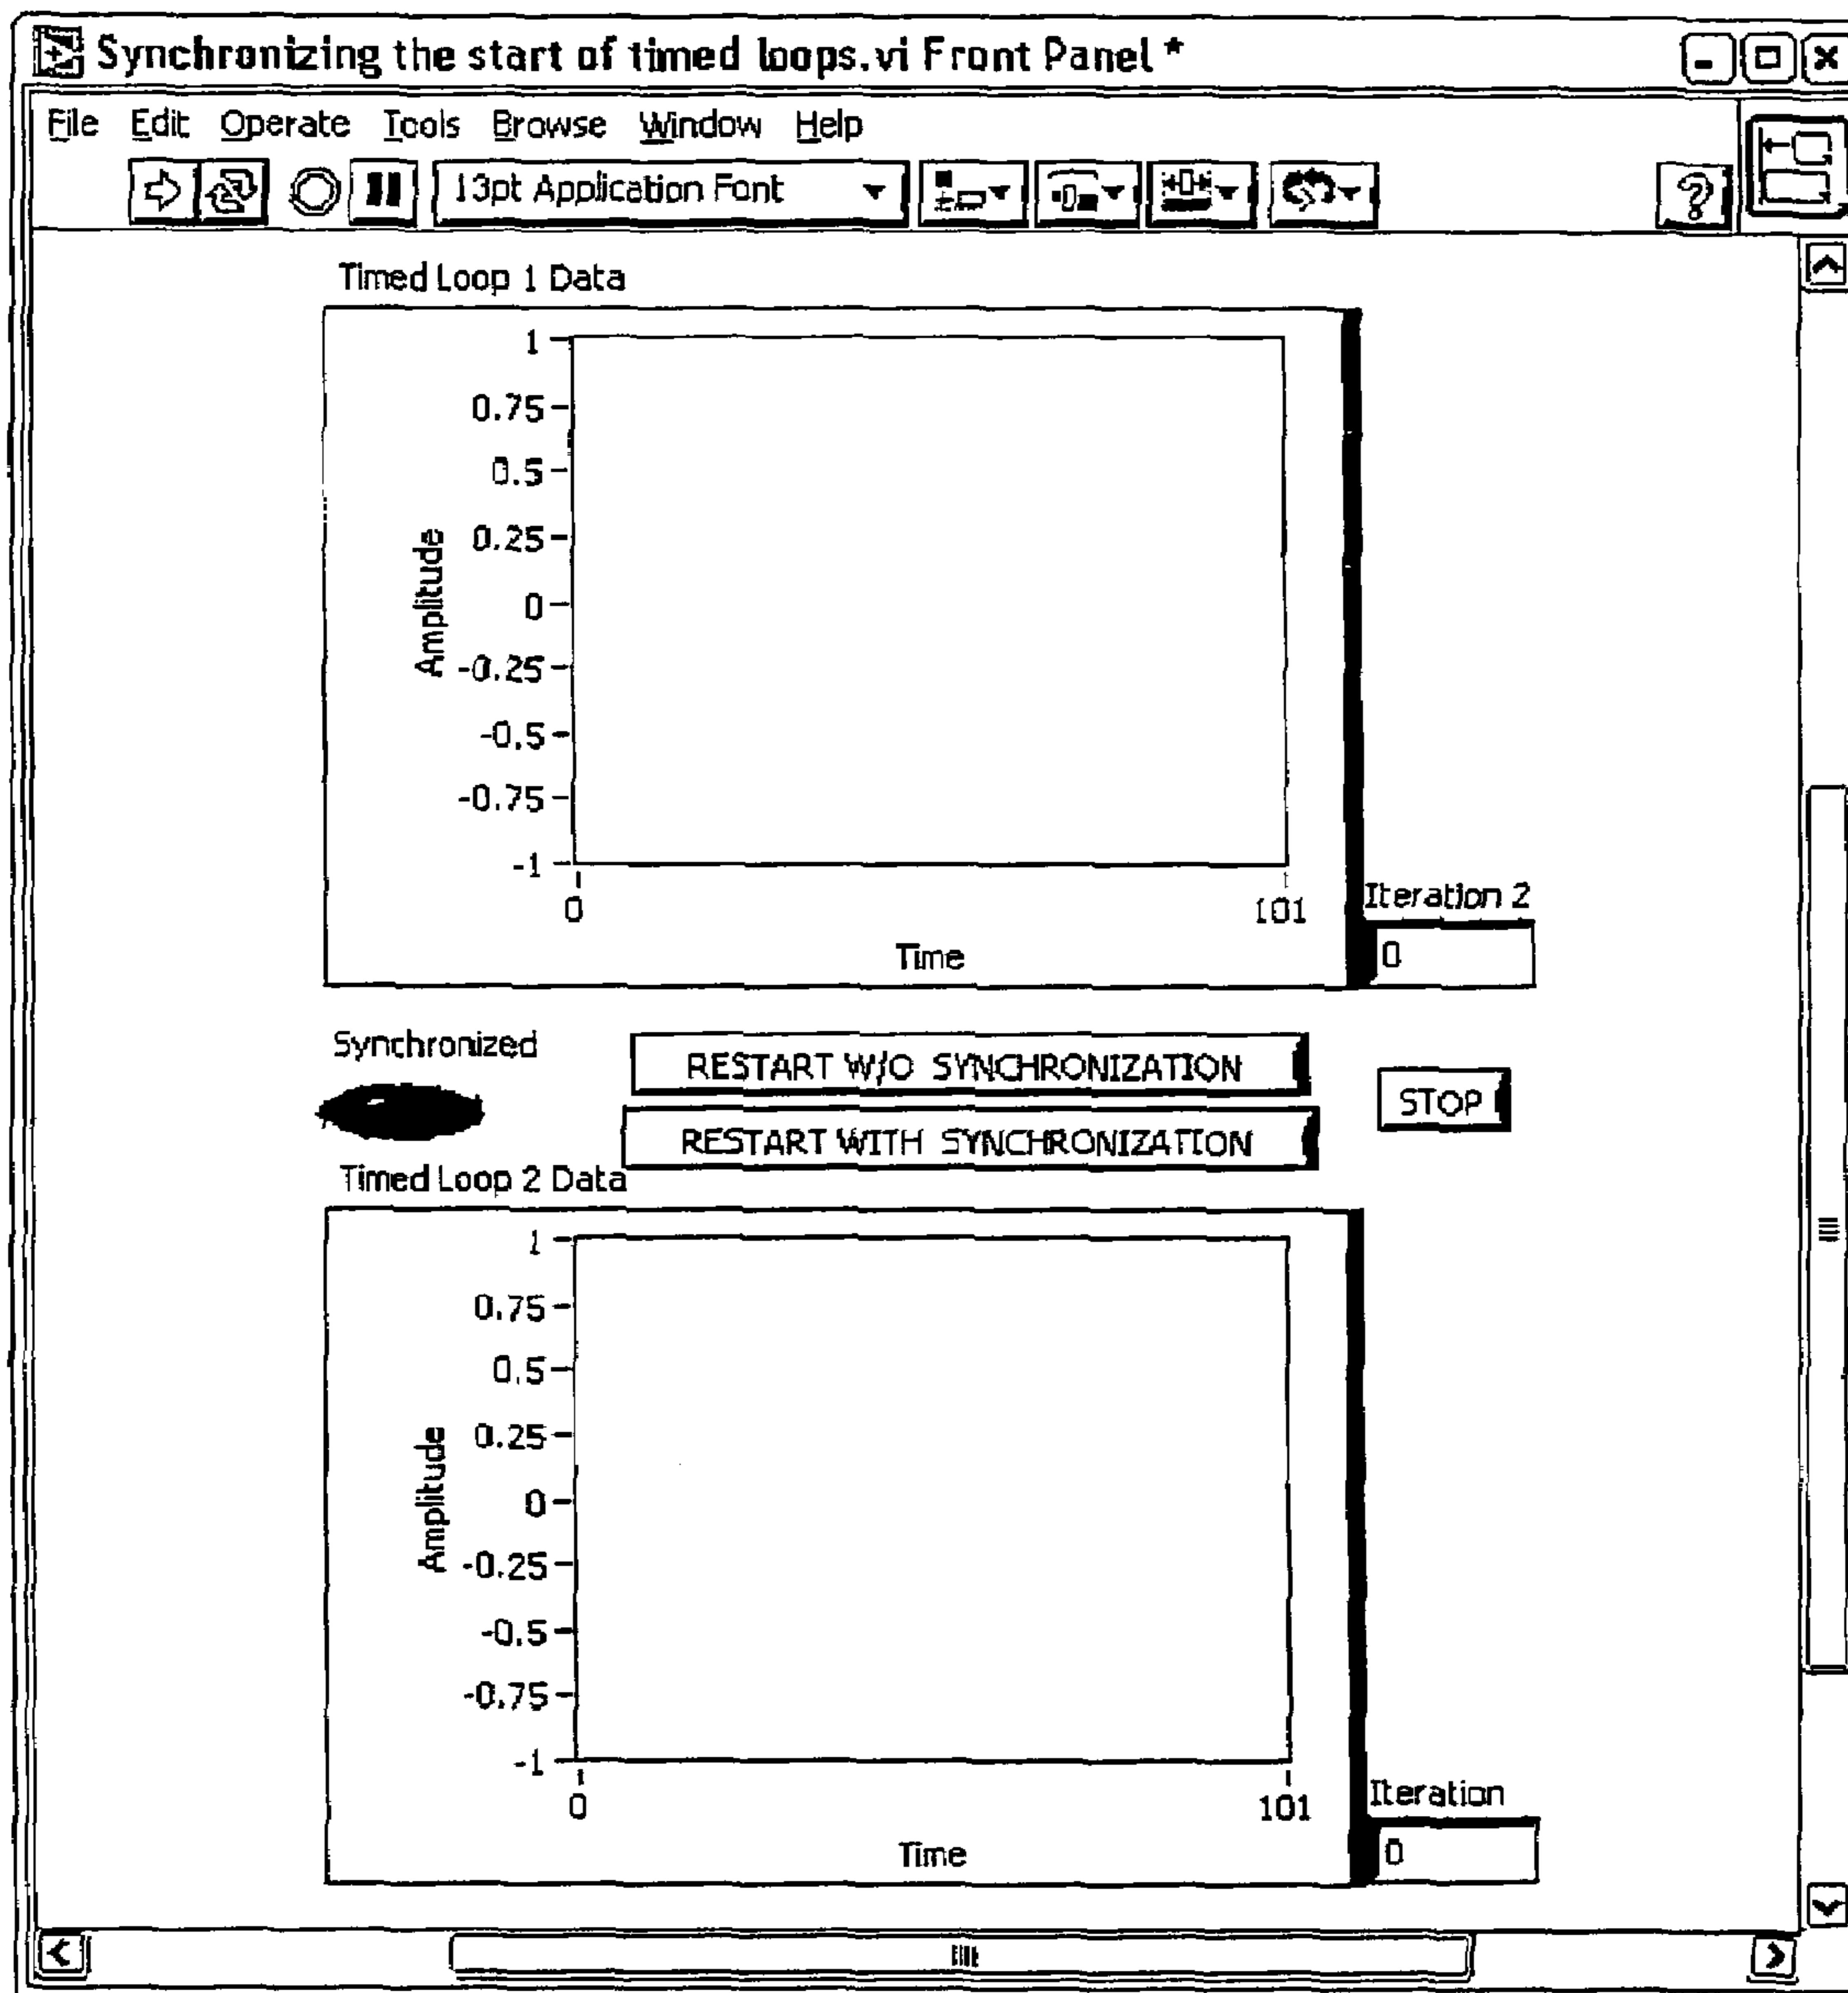 Synchronizing the start of timed loops.vi Front Panel *
File Edit Operate Tools Browse Window Help
13pt Application Font
?
Timed Loop 1 Data
1
0.75
0.5
0.25
0
-0.25
-0.5
-0.75
-1
Amplitude
0
101
Time
Iteration 2
0
Synchronized
RESTART W/O SYNCHRONIZATION
RESTART WITH SYNCHRONIZATION
STOP
Timed Loop 2 Data
1
0.75
0.5
0.25
0
-0.25
-0.5
-0.75
-1
Amplitude
0
101
Time
Iteration
0